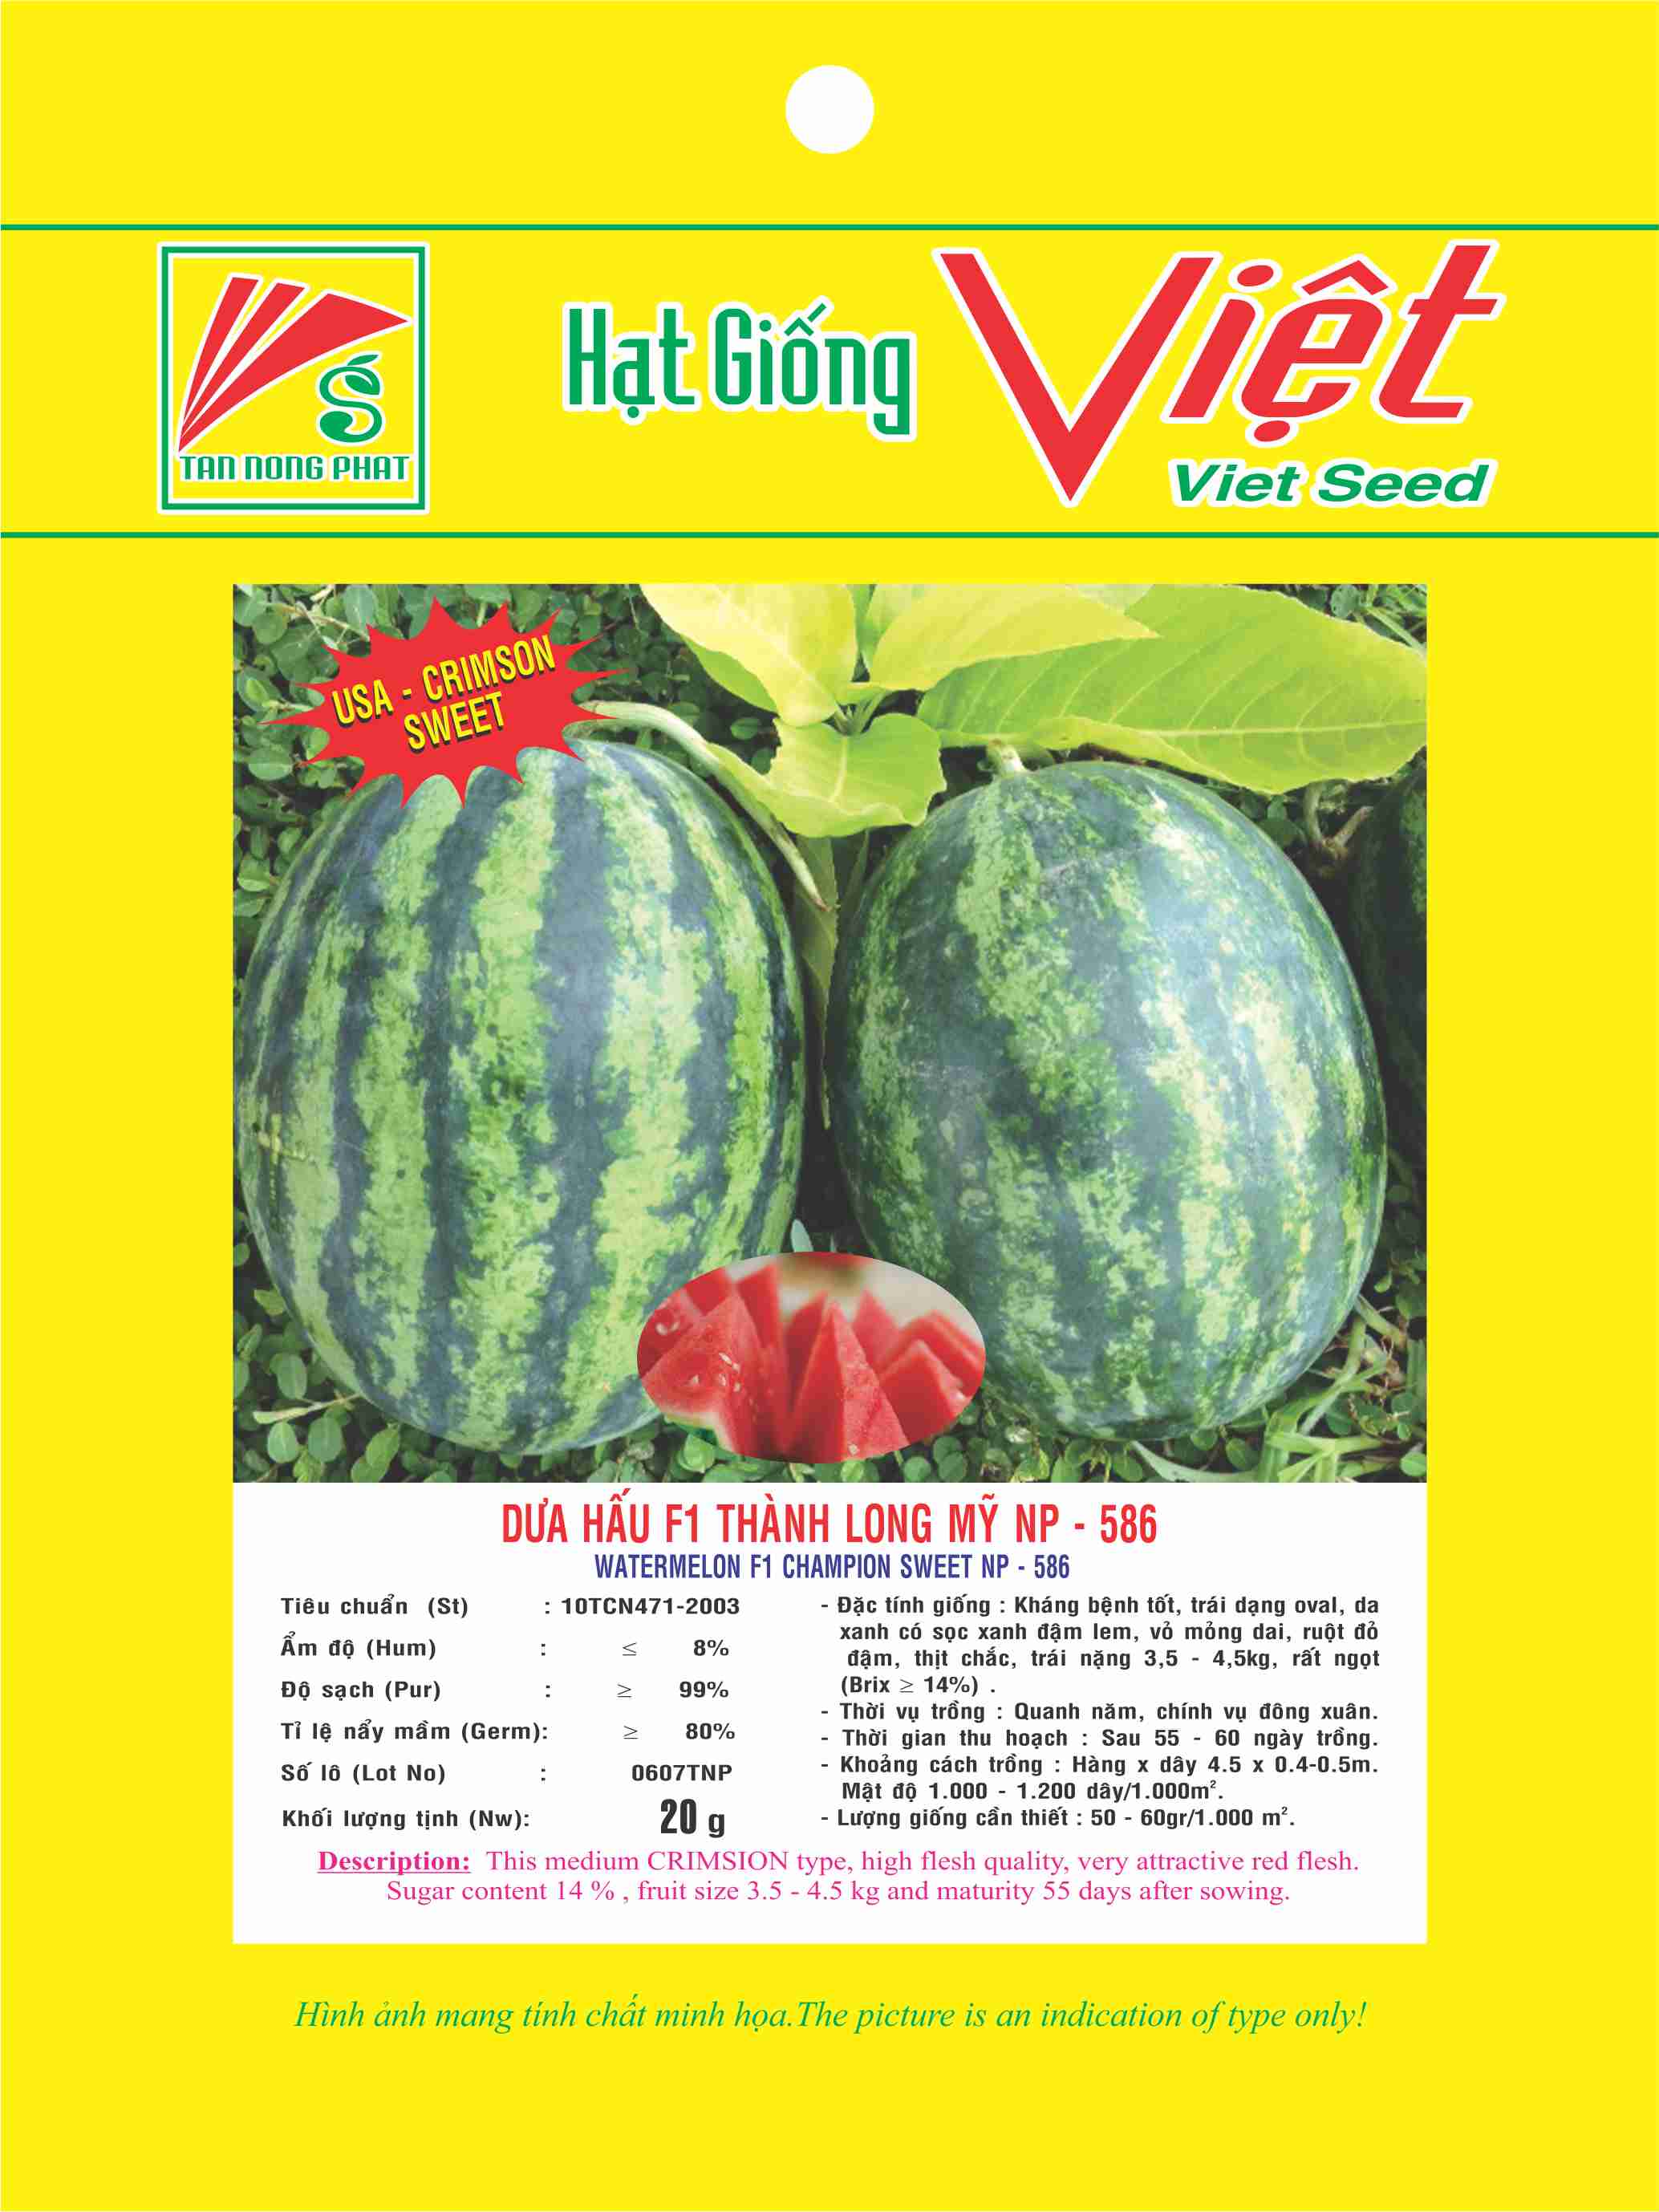 TAN NONG PHAT
Hạt Giống Việt
Viet Seed
USA - CRIMSON
SWEET
DƯA HẤU F1 THÀNH LONG MỸ NP - 586
WATERMELON F1 CHAMPION SWEET NP - 586
Tiêu chuẩn (St) : 10TCN471-2003
Ẩm độ (Hum) : ≤ 8%
Độ sạch (Pur) : ≥ 99%
Tỉ lệ nẩy mầm (Germ): ≥ 80%
Số lô (Lot No) : 0607TNP
Khối lượng tịnh (Nw): 20 g
- Đặc tính giống : Kháng bệnh tốt, trái dạng oval, da
xanh có sọc xanh đậm lem, vỏ mỏng dai, ruột đỏ
đậm, thịt chắc, trái nặng 3,5 - 4,5kg, rất ngọt
(Brix ≥ 14%) .
- Thời vụ trồng : Quanh năm, chính vụ đông xuân.
- Thời gian thu hoạch : Sau 55 - 60 ngày trồng.
- Khoảng cách trồng : Hàng x dây 4.5 x 0.4-0.5m.
Mật độ 1.000 - 1.200 dây/1.000m².
- Lượng giống cần thiết : 50 - 60gr/1.000 m².
Description: This medium CRIMSION type, high flesh quality, very attractive red flesh.
Sugar content 14 % , fruit size 3.5 - 4.5 kg and maturity 55 days after sowing.
Hình ảnh mang tính chất minh họa.The picture is an indication of type only!